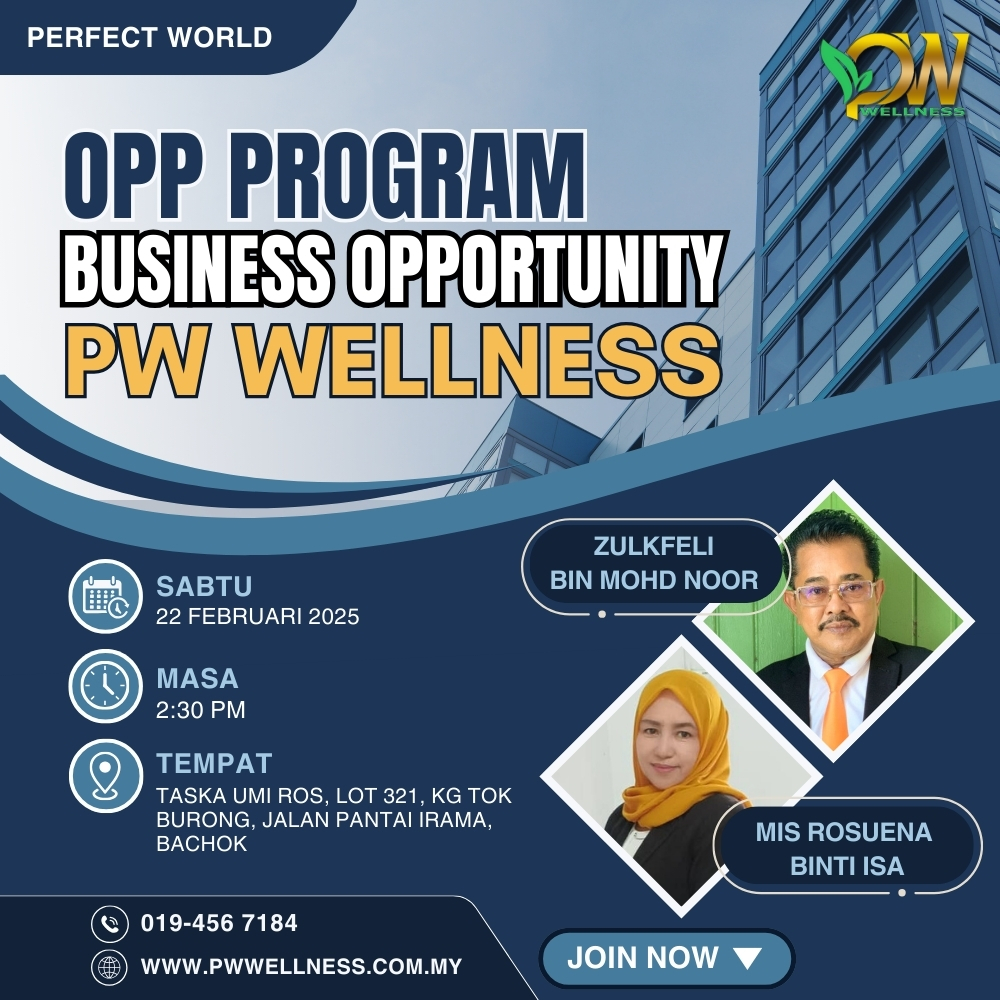 PERFECT WORLD
PW
WELLNESS
OPP PROGRAM
BUSINESS OPPORTUNITY
PW WELLNESS
SABTU
22 FEBRUARI 2025
MASA
2:30 PM
TEMPAT
TASKA UMI ROS, LOT 321, KG TOK
BURONG, JALAN PANTAI IRAMA,
BACHOK
ZULKFELI
BIN MOHD NOOR
MIS ROSUENA
BINTI ISA
019-456 7184
WWW.PWWELLNESS.COM.MY
JOIN NOW